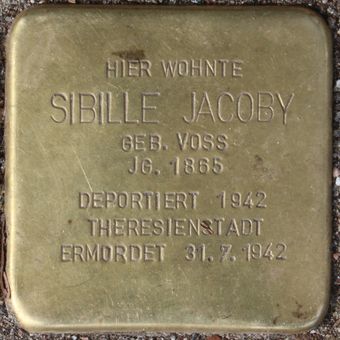 HIER WOHNTE
SIBILLE JACOBY
GEB. VOSS
JG. 1865
DEPORTIERT 1942
THERESIENSTADT
ERMORDET 31.7.1942